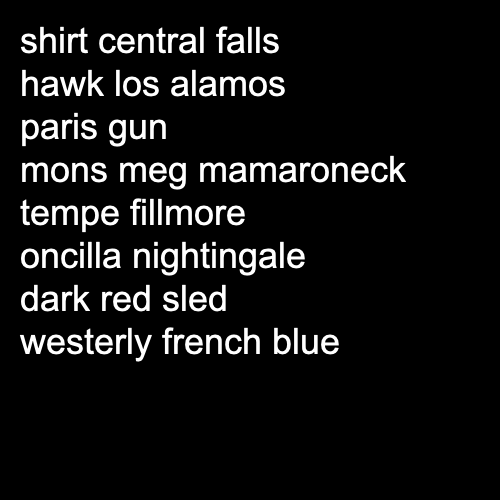 shirt central falls
hawk los alamos
paris gun
mons meg mamaroneck
tempe fillmore
oncilla nightingale
dark red sled
westerly french blue